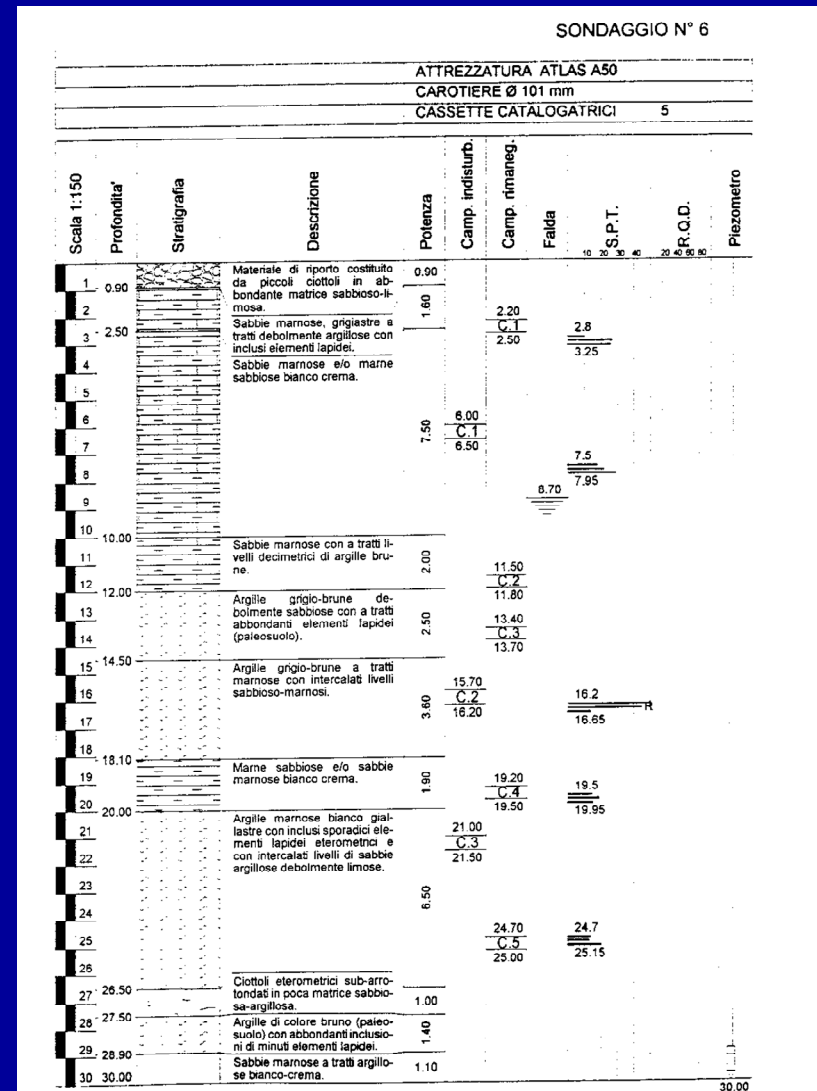 SONDAGGIO N° 6
ATTREZZATURA ATLAS A50
CAROTIERE Ø 101 mm
CASSETTE CATALOGATRICI 5
Scala 1:150
Profondita'
Stratigrafia
Descrizione
Potenza
Camp. indisturb.
Camp. rimaneg.
Falda
S.P.T.
10 20 30 40
R.Q.D.
20 40 60 80
Piezometro
Materiale di riporto costituito
da piccoli ciottoli in ab-
bondante matrice sabbioso-li-
mosa.
0.90
1 0.90
1.60
2
2.20
C.1
2.50
Sabbie marnose, grigiastre a
tratti debolmente argillose con
inclusi elementi lapidei.
3 2.50
2.8
3.25
4
Sabbie marnose e/o marne
sabbiose bianco crema.
5
6
7.50
6.00
C.1
6.50
7
7.5
7.95
8
8.70
9
10
10.00
Sabbie marnose con a tratti li-
velli decimetrici di argille bru-
ne.
11
2.00
11.50
C.2
11.80
12
12.00
Argille grigio-brune de-
bolmente sabbiose con a tratti
abbondanti elementi lapidei
(paleosuolo).
13
2.50
13.40
C.3
13.70
14
14.50
15
Argille grigio-brune a tratti
marnose con intercalati livelli
sabbioso-marnosi.
15.70
C.2
16.20
16
3.60
16.2
R
16.65
17
18
18.10
Marne sabbiose e/o sabbie
marnose bianco crema.
19
1.90
19.20
C.4
19.50
19.5
19.95
20
20.00
Argille marnose bianco gial-
lastre con inclusi sporadici ele-
menti lapidei eterometrici e
con intercalati livelli di sabbie
argillose debolmente limose.
21
21.00
C.3
21.50
22
23
6.50
24
24.70
C.5
25.00
24.7
25.15
25
26
Ciottoli eterometrici sub-arro-
tondati in poca matrice sabbio-
sa-argillosa.
27 26.50
1.00
28 27.50
Argille di colore bruno (paleo-
suolo) con abbondanti inclusio-
ni di minuti elementi lapidei.
1.40
29 28.90
Sabbie marnose a tratti argillo-
se bianco-crema.
1.10
30 30.00
30.00